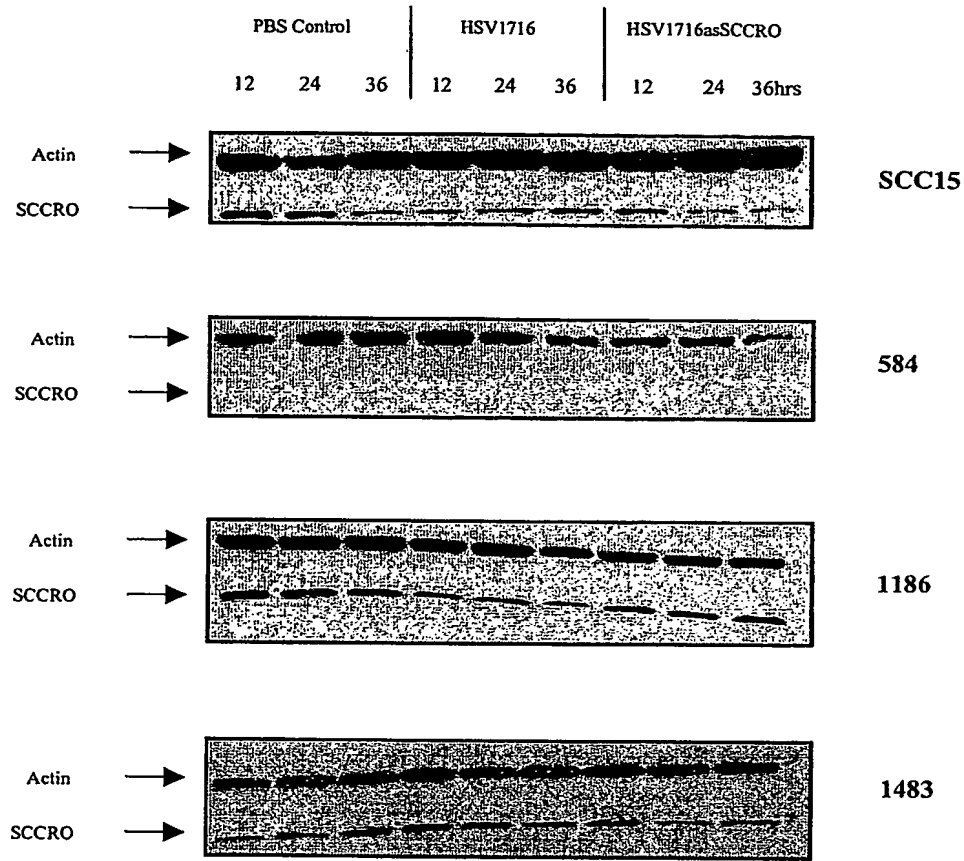 PBS Control HSV1716 HSV1716asSCCRO
12 24 36 12 24 36 12 24 36hrs
Actin
SCCRO
SCC15
Actin
SCCRO
584
Actin
SCCRO
1186
Actin
SCCRO
1483